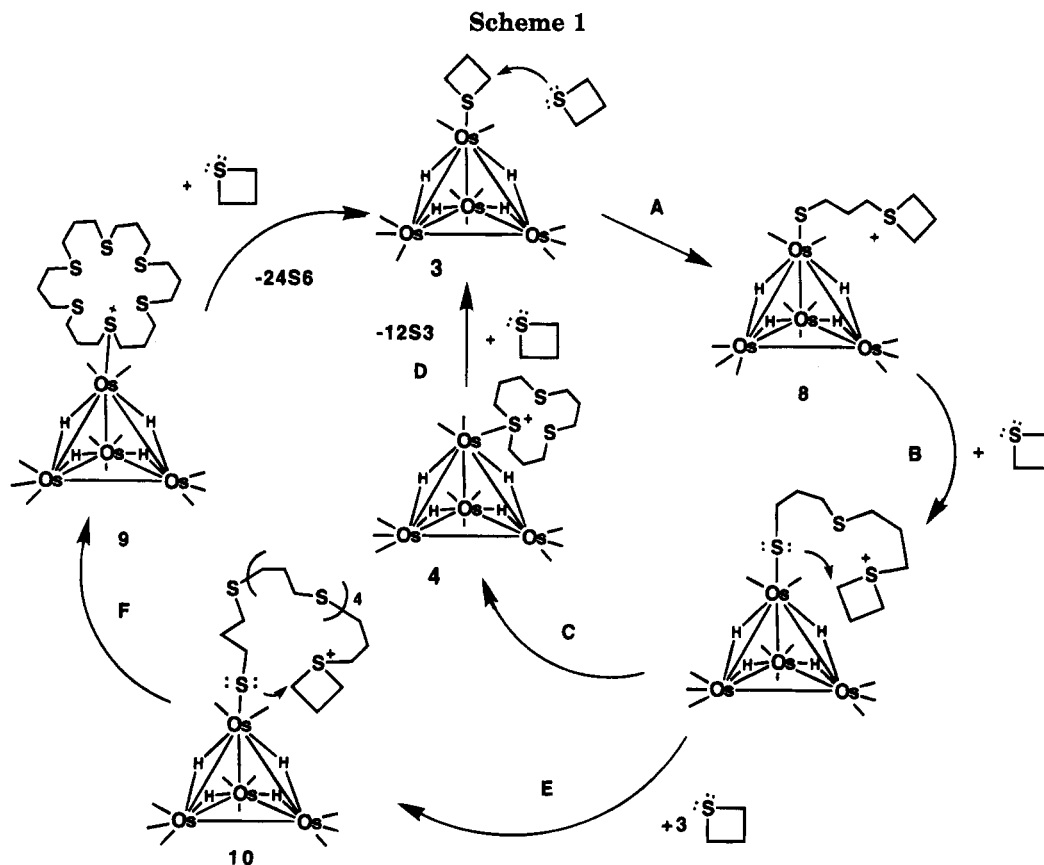 Scheme 1
S
:S:
Os
H H
H Os H
Os Os
3
A
S S
+
Os
H H
H Os H
Os Os
8
B
+ :S:
S
:S:
S+
Os
H H
H Os H
Os Os
C
S
S+ S
Os
H H
H Os H
Os Os
4
-12S3 + :S:
D
E
+3 :S:
S ( S ) 4
S+
:S:
Os
H H
H Os H
Os Os
10
F
S
S S
S S
S+
Os
H H
H Os H
Os Os
9
+ :S:
-24S6